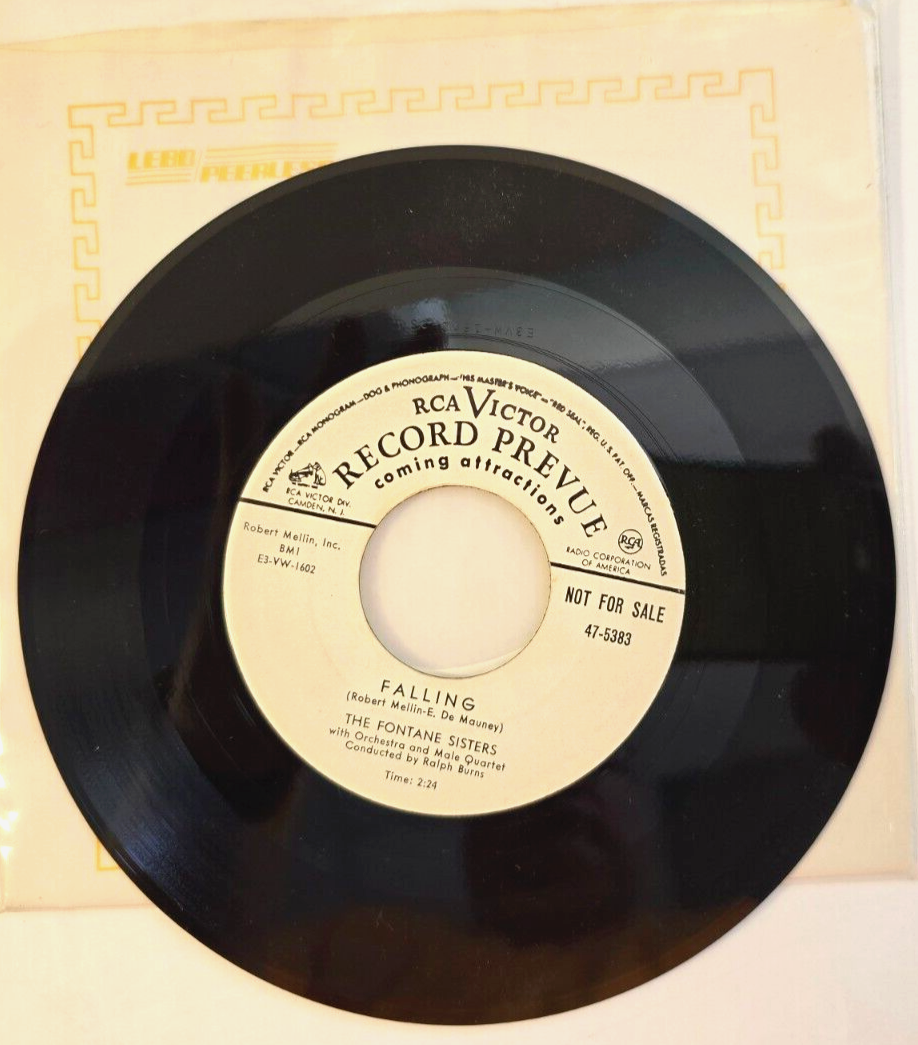 LEBO
RCA VICTOR—RCA MONOGRAM—DOG & PHONOGRAPH—"HIS MASTER'S VOICE"—"RED SEAL", REG. U.S. PAT. OFF.—MARCAS REGISTRADAS
RCA VICTOR
RECORD PREVUE
coming attractions
RCA VICTOR DIV.
CAMDEN, N. J.
RCA
RADIO CORPORATION
OF AMERICA
Robert Mellin, Inc.
BMI
E3-VW-1602
NOT FOR SALE
47-5383
FALLING
(Robert Mellin-E. De Mauney)
THE FONTANE SISTERS
with Orchestra and Male Quartet
Conducted by Ralph Burns
Time: 2:24